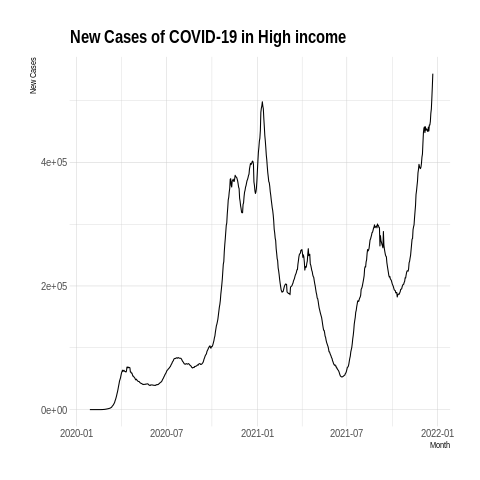 New Cases of COVID-19 in High income
New Cases
4e+05
2e+05
0e+00
2020-01 2020-07 2021-01 2021-07 2022-01
Month